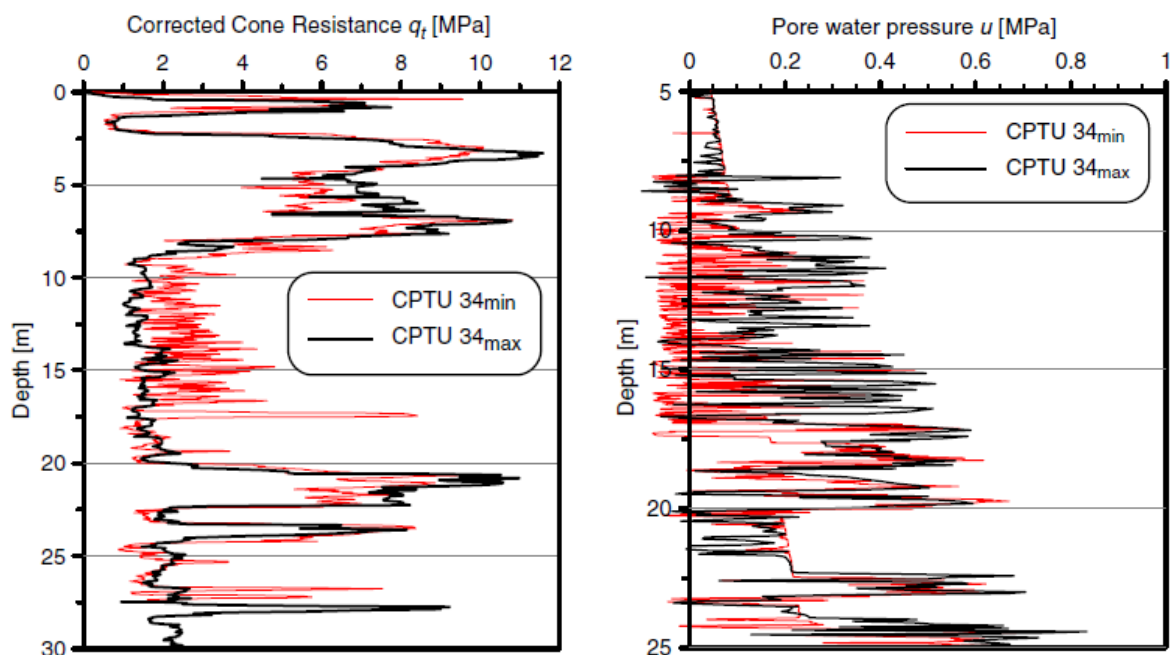 Corrected Cone Resistance qt [MPa]
0 2 4 6 8 10 12
0
5
10
15
20
25
30
Depth [m]
CPTU 34min
CPTU 34max
Pore water pressure u [MPa]
0 0.2 0.4 0.6 0.8 1
5
10
15
20
25
Depth [m]
CPTU 34min
CPTU 34max